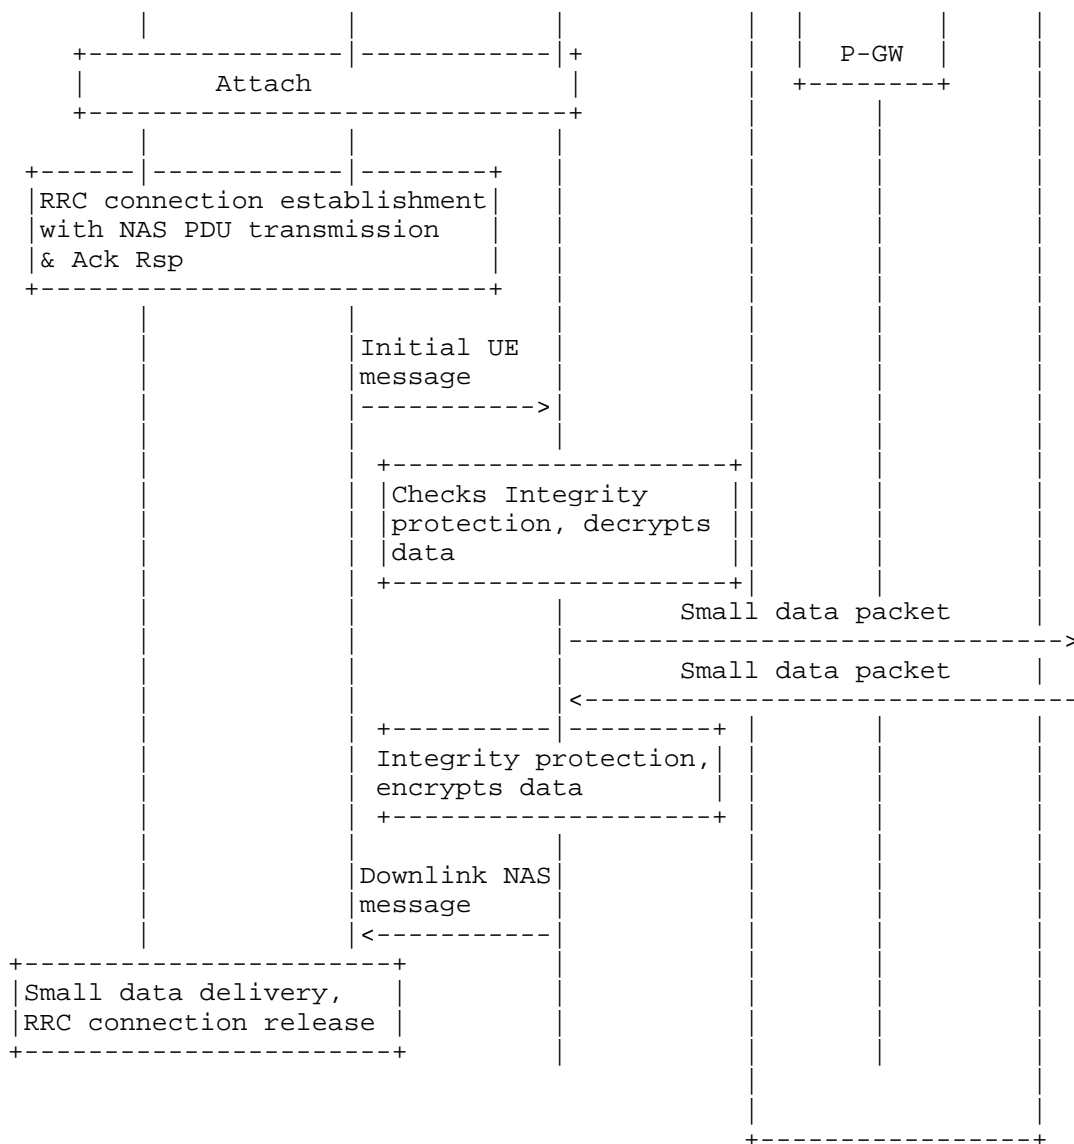 P-GW
Attach
RRC connection establishment
with NAS PDU transmission
& Ack Rsp
Initial UE
message
Checks Integrity
protection, decrypts
data
Small data packet
Small data packet
Integrity protection,
encrypts data
Downlink NAS
message
Small data delivery,
RRC connection release